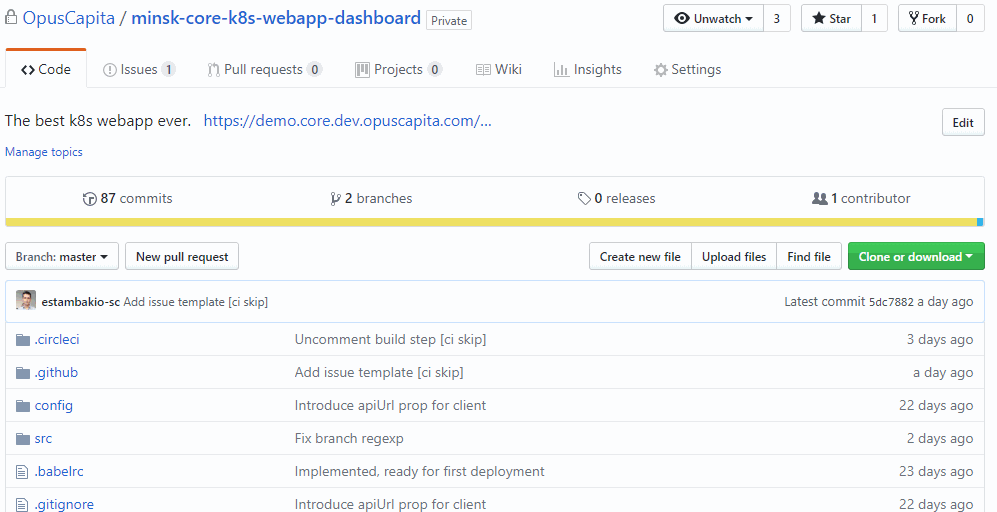 OpusCapita / minsk-core-k8s-webapp-dashboard Private Unwatch 3 Star 1 Fork 0
Code Issues 1 Pull requests 0 Projects 0 Wiki Insights Settings
The best k8s webapp ever. https://demo.core.dev.opuscapita.com/... Edit
Manage topics
87 commits 2 branches 0 releases 1 contributor
Branch: master New pull request Create new file Upload files Find file Clone or download
estambakio-sc Add issue template [ci skip] Latest commit 5dc7882 a day ago
.circleci Uncomment build step [ci skip] 3 days ago
.github Add issue template [ci skip] a day ago
config Introduce apiUrl prop for client 22 days ago
src Fix branch regexp 2 days ago
.babelrc Implemented, ready for first deployment 23 days ago
.gitignore Introduce apiUrl prop for client 22 days ago